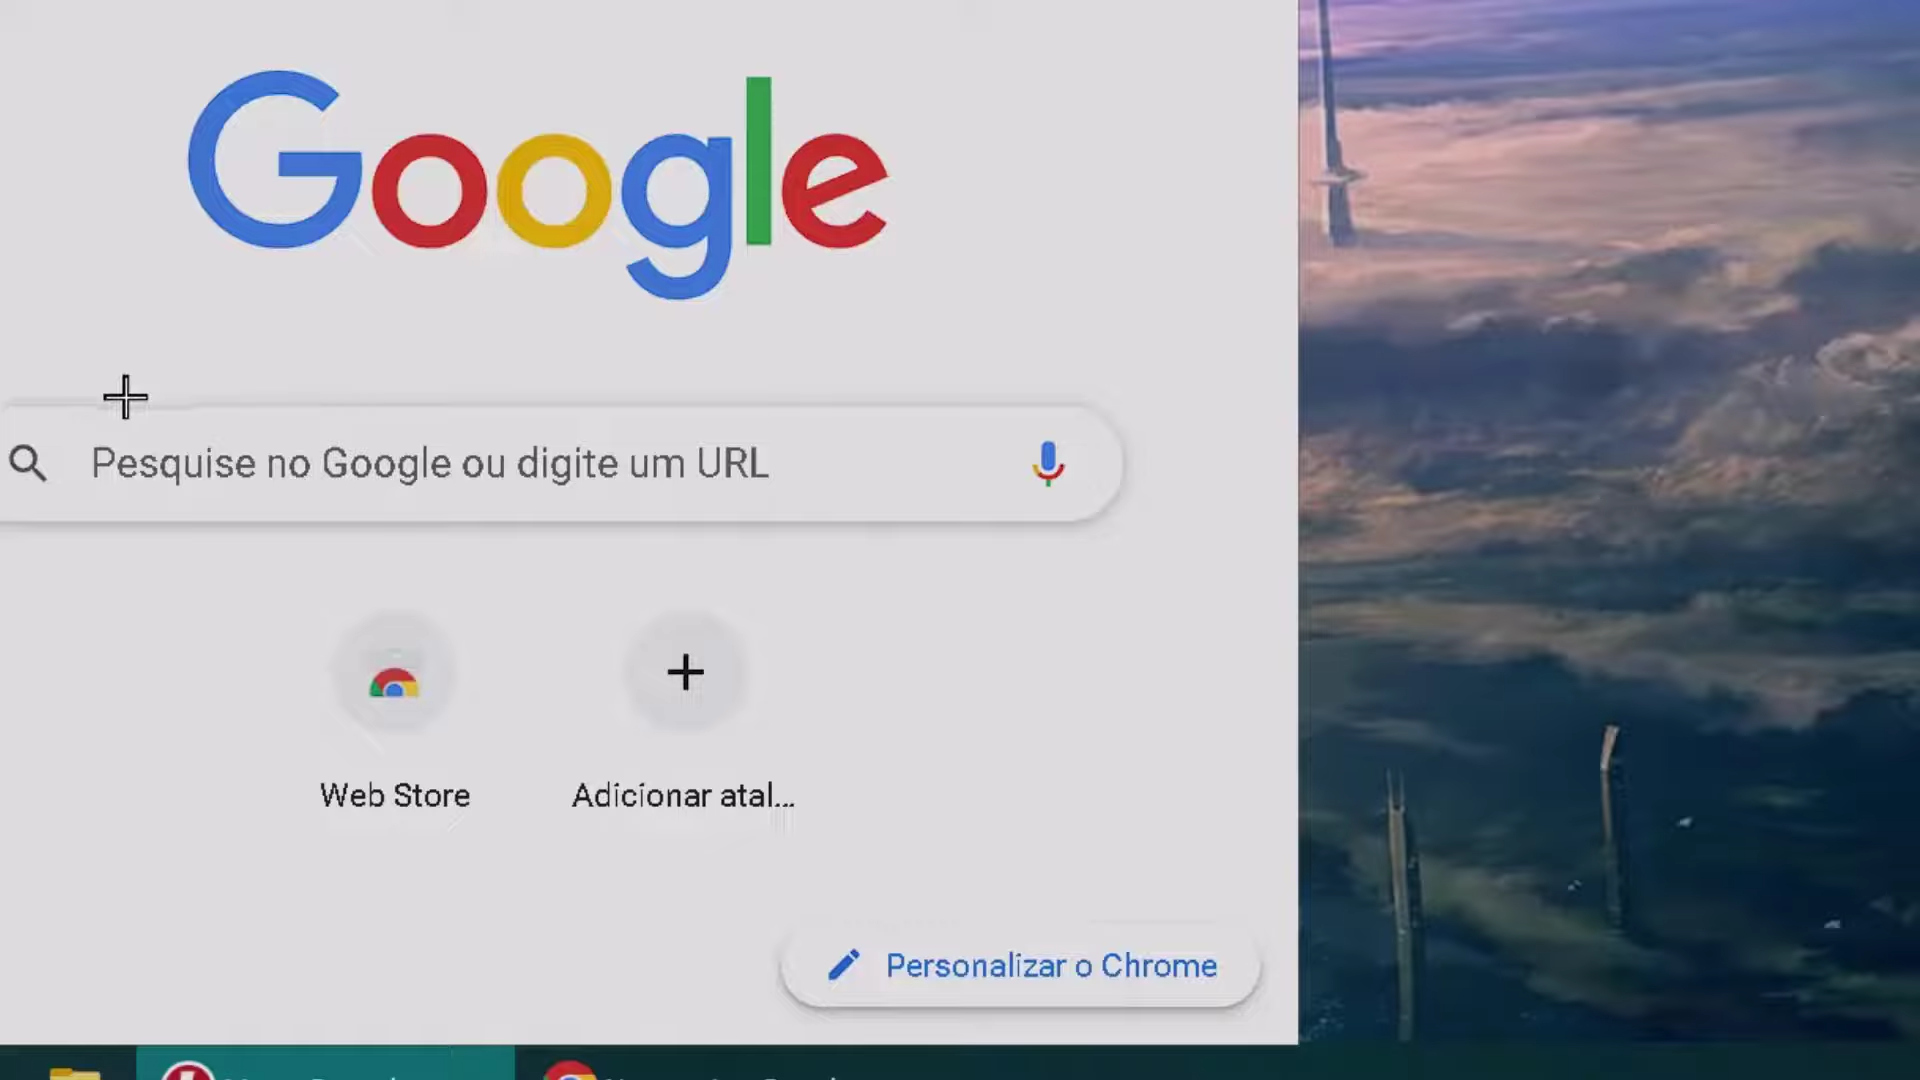 Google
Pesquise no Google ou digite um URL
Web Store
Adicionar atal...
Personalizar o Chrome